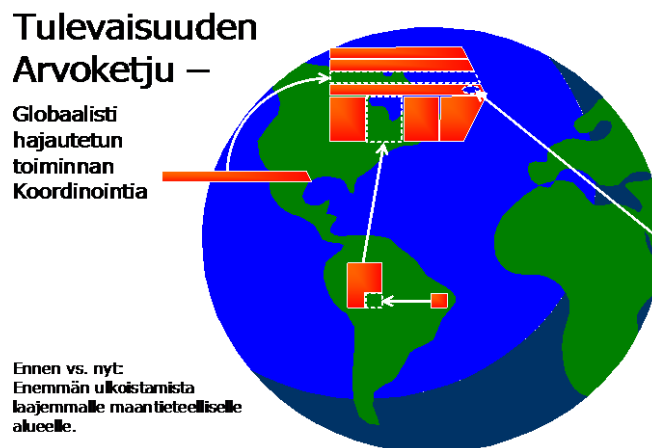 Tulevaisuuden
Arvoketju –
Globaalisti
hajautetun
toiminnan
Koordinointia
Ennen vs. nyt:
Enemmän ulkoistamista
laajemmalle maantieteelliselle
alueelle.